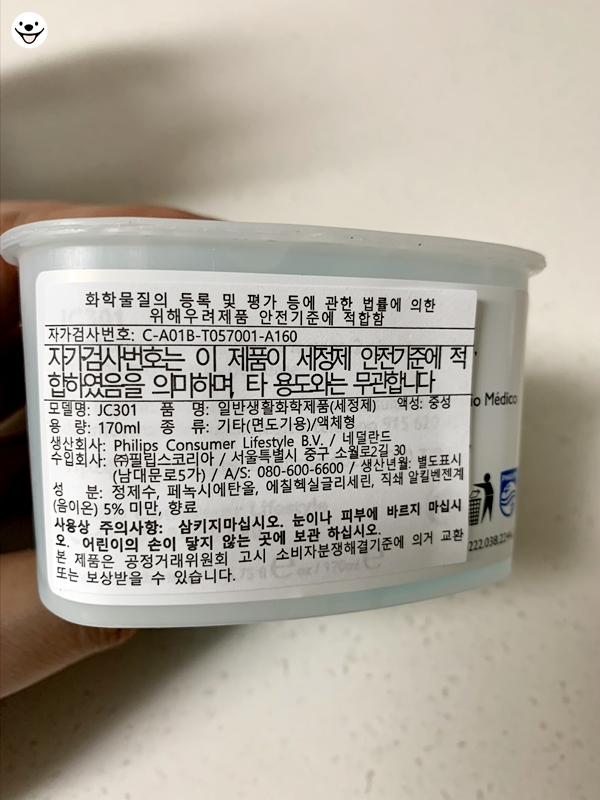 화학물질의 등록 및 평가 등에 관한 법률에 의한
위해우려제품 안전기준에 적합함
자가검사번호: C-A01B-T057001-A160
자가검사번호는 이 제품이 세정제 안전기준에 적
합하였음을 의미하며, 타 용도와는 무관합니다
모델명: JC301 품 명: 일반생활화학제품(세정제) 액성: 중성
용 량: 170ml 종 류: 기타(면도기용)/액체형
생산회사: Philips Consumer Lifestyle B.V. / 네덜란드
수입회사: ㈜필립스코리아 / 서울특별시 중구 소월로2길 30
(남대문로5가) / A/S: 080-600-6600 / 생산년월: 별도표시
성 분: 정제수, 페녹시에탄올, 에칠헥실글리세린, 직쇄 알킬벤젠계
(음이온) 5% 미만, 향료
사용상 주의사항: 삼키지마십시오. 눈이나 피부에 바르지 마십시
오. 어린이의 손이 닿지 않는 곳에 보관 하십시오.
본 제품은 공정거래위원회 고시 소비자분쟁해결기준에 의거 교환
또는 보상받을 수 있습니다.
io Médico
915 620
222.038.224